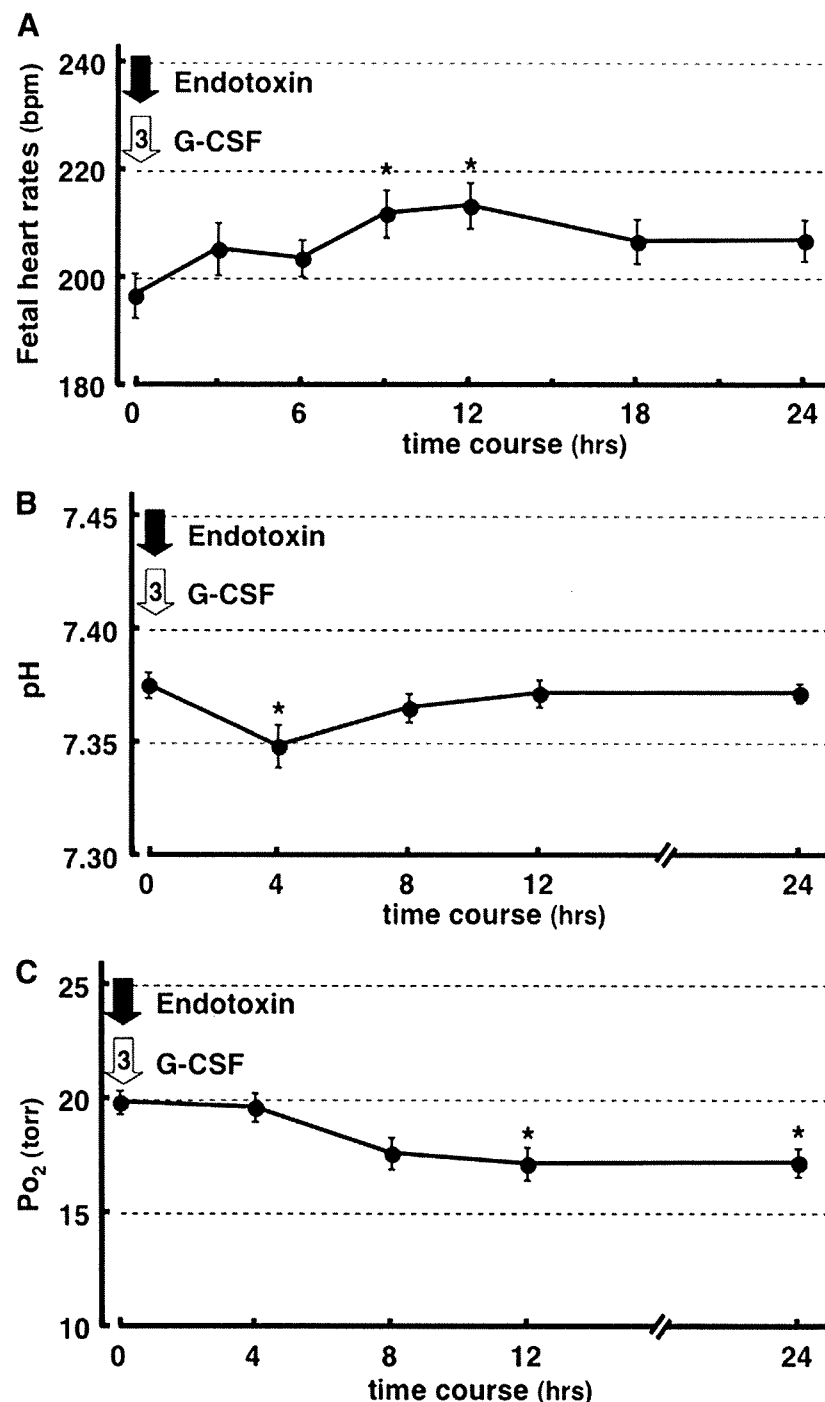 A
Fetal heart rates (bpm)
240
220
200
180
Endotoxin
3 G-CSF
* *
0 6 12 18 24
time course (hrs)
B
pH
7.45
7.40
7.35
7.30
Endotoxin
3 G-CSF
*
0 4 8 12 24
time course (hrs)
C
Po2 (torr)
25
20
15
10
Endotoxin
3 G-CSF
* *
0 4 8 12 24
time course (hrs)